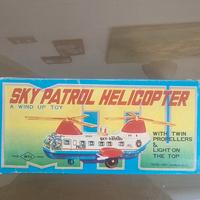 SKY PATROL HELICOPTER
A WIND UP TOY
WITH TWIN
PROPELLERS
& LIGHT ON
THE TOP